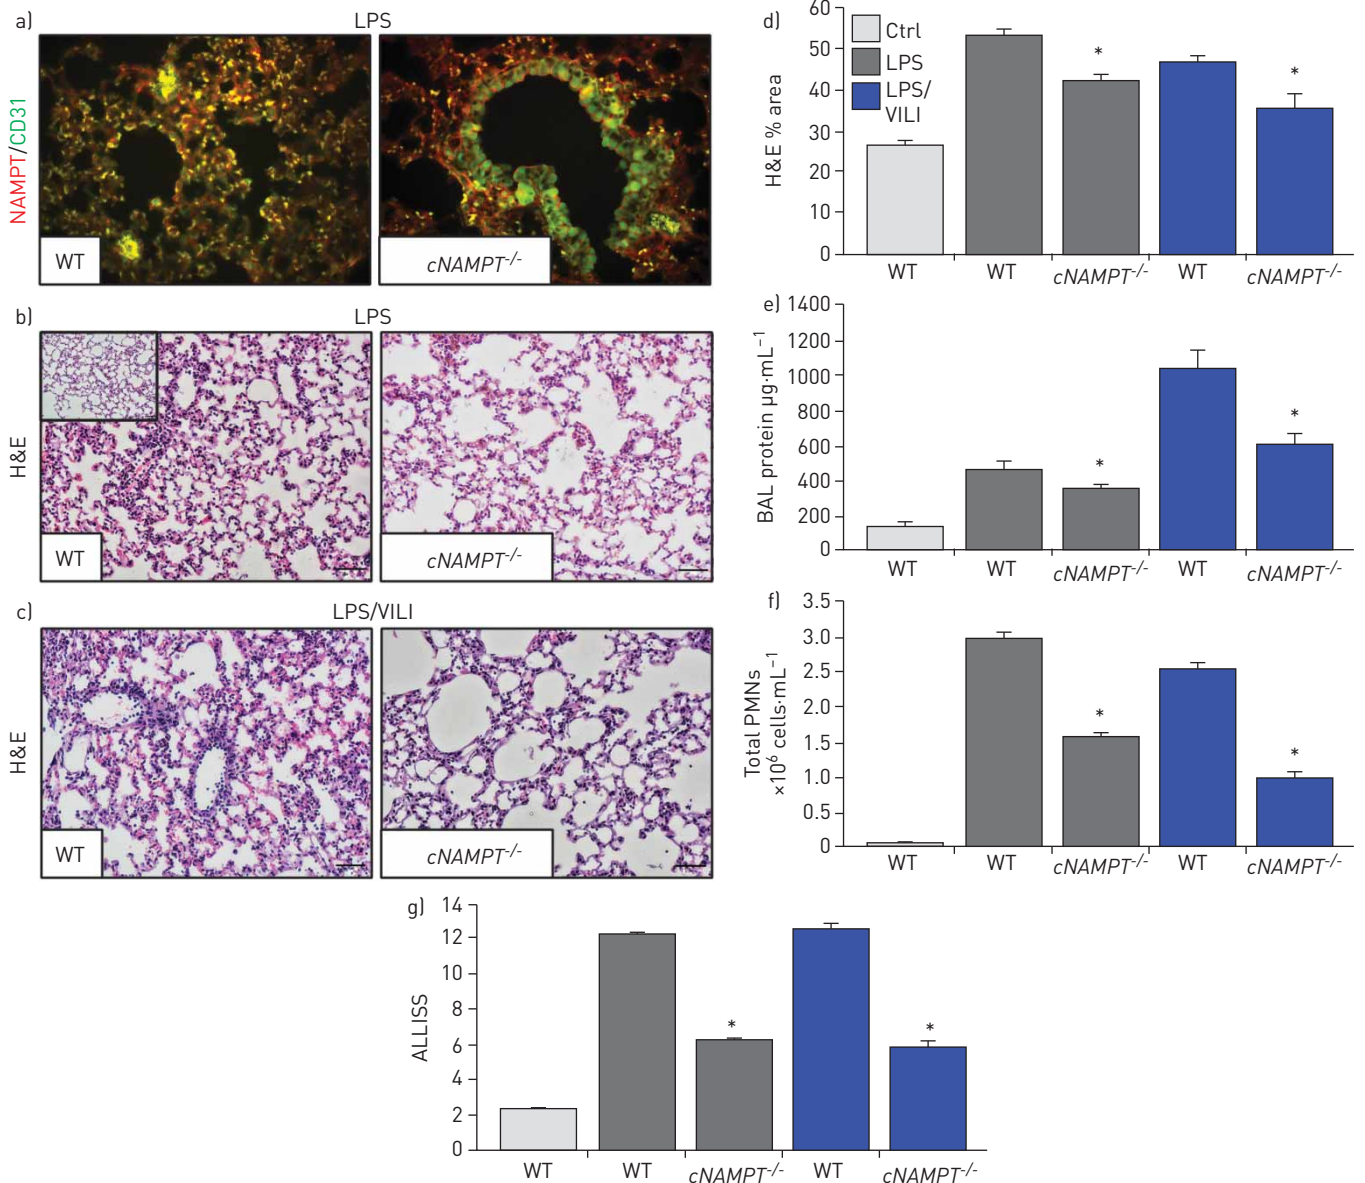 a) LPS
NAMPT/CD31
WT
cNAMPT-/-
b) LPS
H&E
WT
cNAMPT-/-
c) LPS/VILI
H&E
WT
cNAMPT-/-
d)
H&E % area
60
50
40
30
20
10
0
Ctrl
LPS
LPS/
VILI
*
*
WT WT cNAMPT-/- WT cNAMPT-/-
e)
BAL protein µg·mL–1
1400
1200
1000
800
600
400
200
0
*
*
WT WT cNAMPT-/- WT cNAMPT-/-
f)
Total PMNs
×10^6 cells·mL–1
3.5
3.0
2.5
2.0
1.5
1.0
0.5
0
*
*
WT WT cNAMPT-/- WT cNAMPT-/-
g)
ALLISS
14
12
10
8
6
4
2
0
*
*
WT WT cNAMPT-/- WT cNAMPT-/-